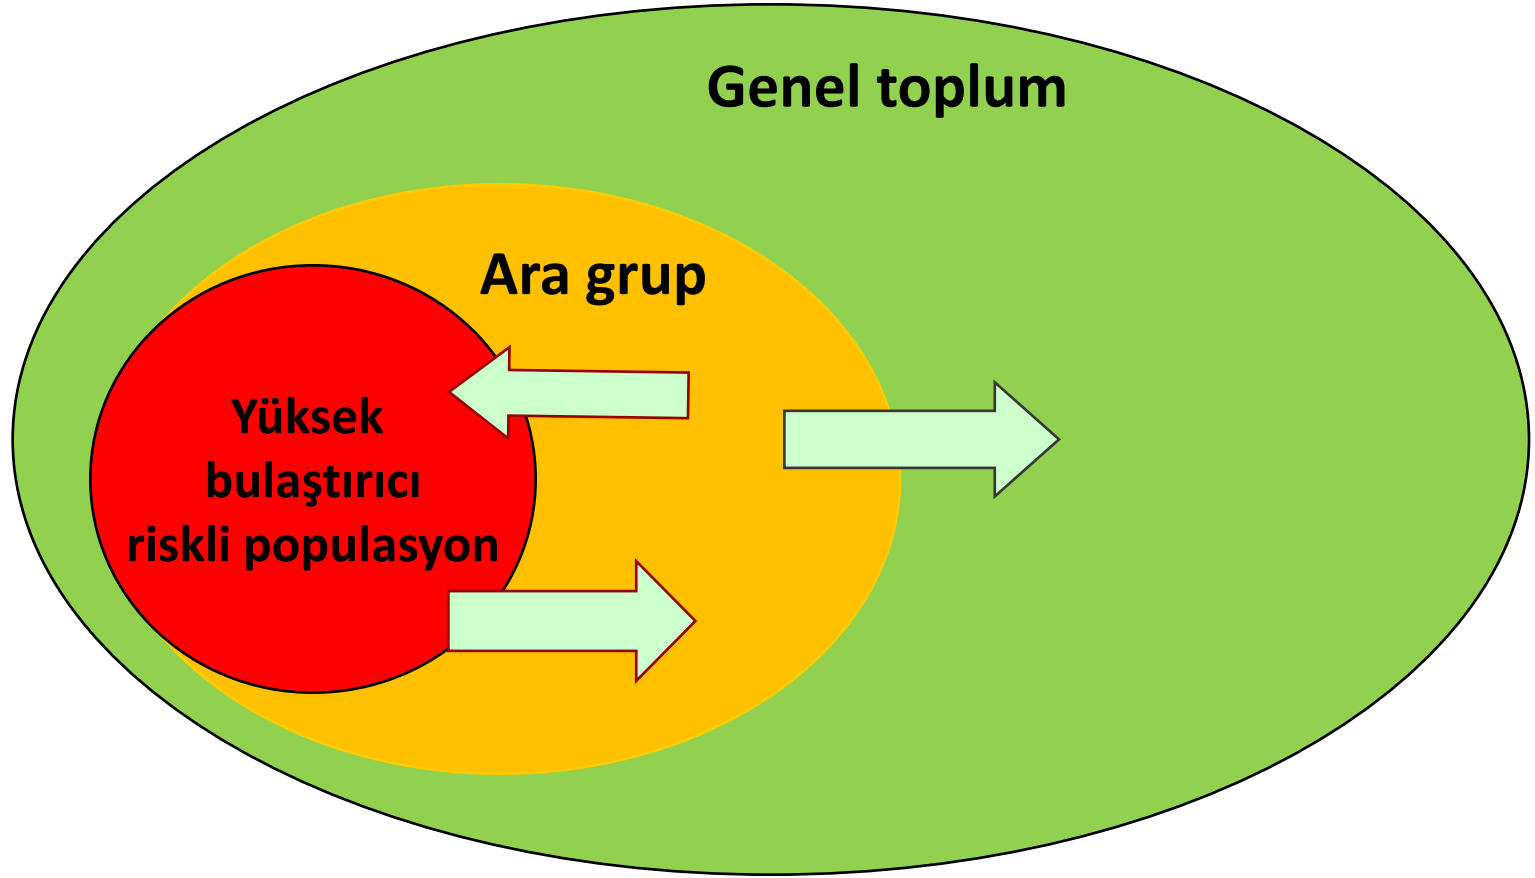 Genel toplum
Ara grup
Yüksek
bulaştırıcı
riskli populasyon